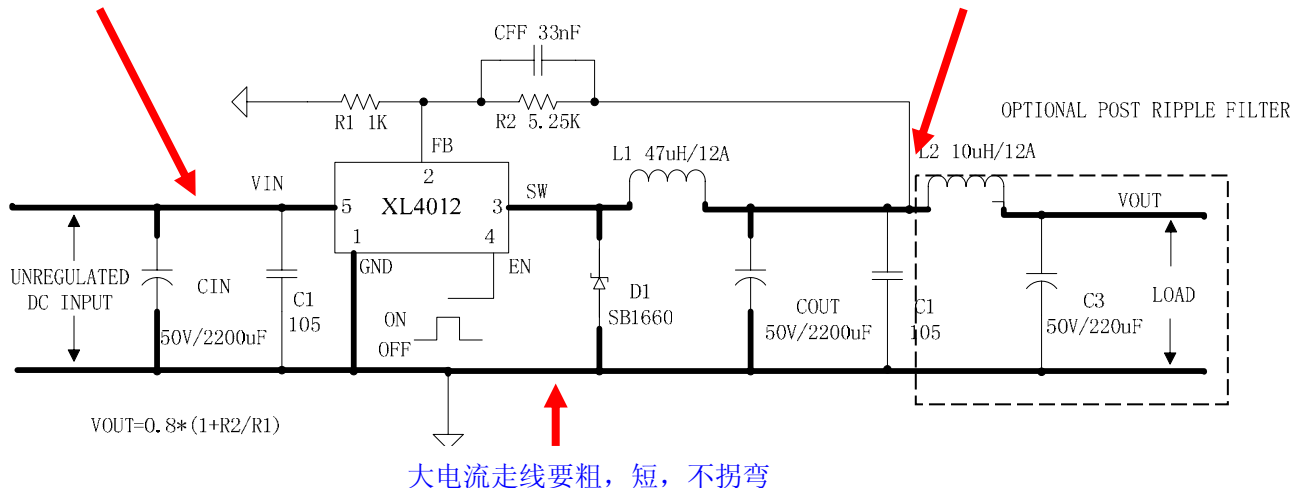 CFF 33nF
R1 1K
R2 5.25K
OPTIONAL POST RIPPLE FILTER
FB
L1 47uH/12A
L2 10uH/12A
VIN
2
SW
5
XL4012
3
VOUT
1
4
GND
EN
UNREGULATED
DC INPUT
CIN
50V/2200uF
C1
105
ON
OFF
D1
SB1660
COUT
50V/2200uF
C1
105
C3
50V/220uF
LOAD
VOUT=0.8*(1+R2/R1)
大电流走线要粗，短，不拐弯